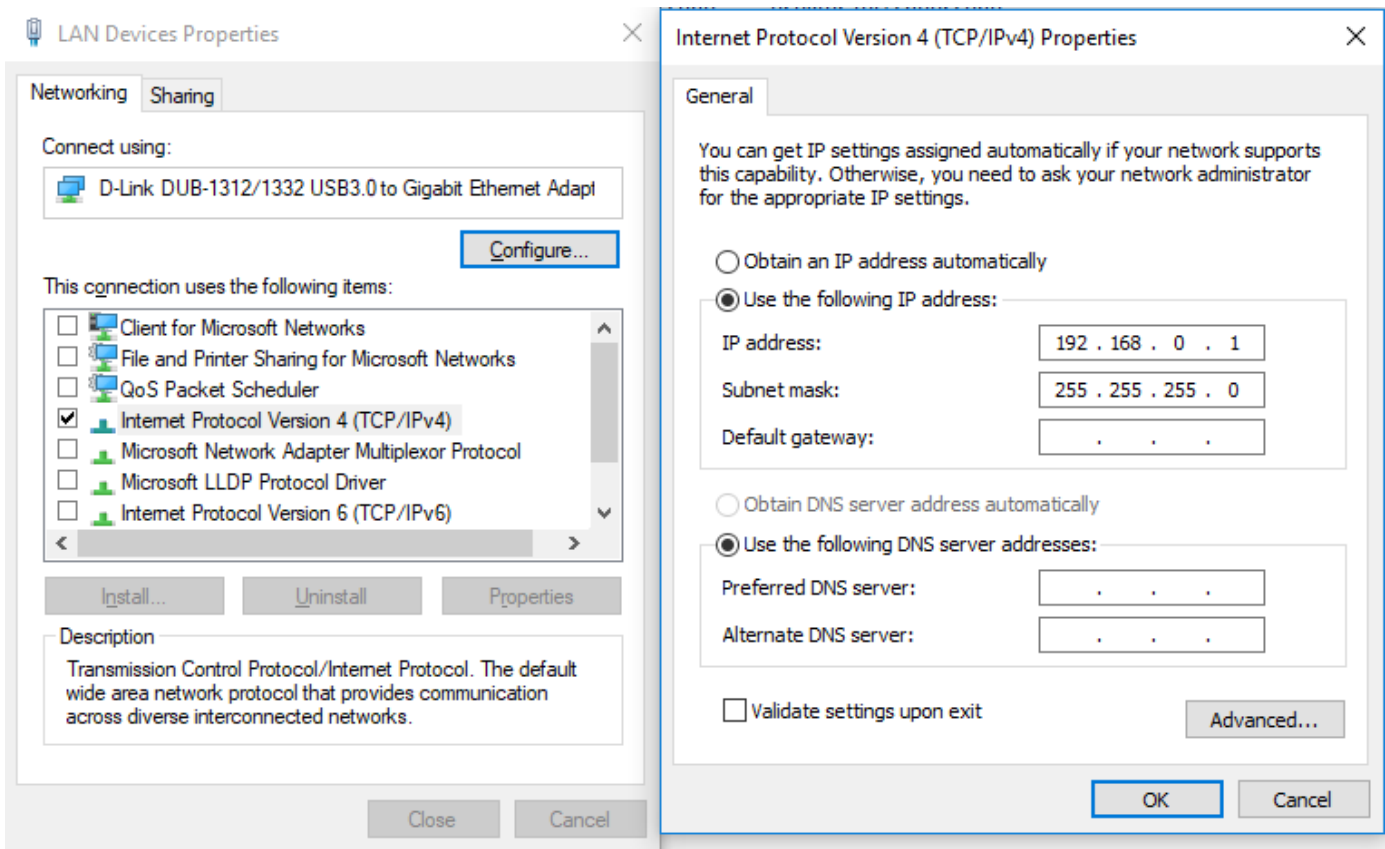 LAN Devices Properties
Networking
Sharing
Connect using:
D-Link DUB-1312/1332 USB3.0 to Gigabit Ethernet Adapt
Configure...
This connection uses the following items:
Client for Microsoft Networks
File and Printer Sharing for Microsoft Networks
QoS Packet Scheduler
Internet Protocol Version 4 (TCP/IPv4)
Microsoft Network Adapter Multiplexor Protocol
Microsoft LLDP Protocol Driver
Internet Protocol Version 6 (TCP/IPv6)
Install...
Uninstall
Properties
Description
Transmission Control Protocol/Internet Protocol. The default
wide area network protocol that provides communication
across diverse interconnected networks.
Close
Cancel
Internet Protocol Version 4 (TCP/IPv4) Properties
General
You can get IP settings assigned automatically if your network supports
this capability. Otherwise, you need to ask your network administrator
for the appropriate IP settings.
Obtain an IP address automatically
Use the following IP address:
IP address: 192 . 168 . 0 . 1
Subnet mask: 255 . 255 . 255 . 0
Default gateway: . . .
Obtain DNS server address automatically
Use the following DNS server addresses:
Preferred DNS server: . . .
Alternate DNS server: . . .
Validate settings upon exit
Advanced...
OK
Cancel